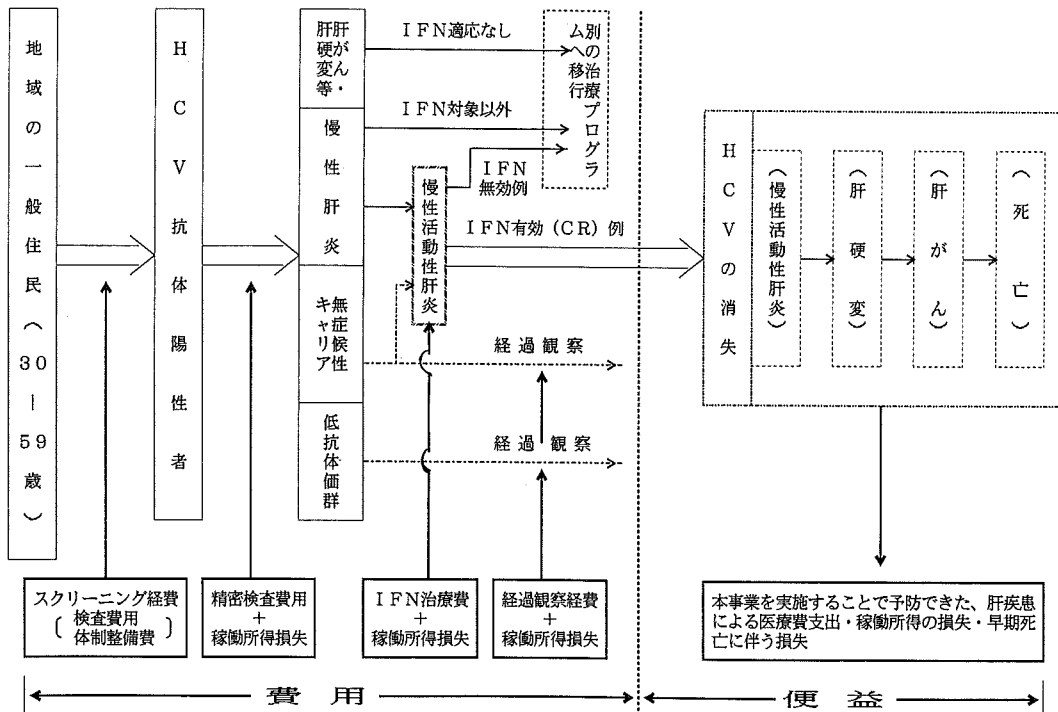 地域の一般住民（30－59歳）
ＨＣＶ抗体陽性者
肝がん・
肝硬変等
慢性肝炎
無症候性
キャリア
低抗体価群
ＩＦＮ適応なし
ＩＦＮ対象以外
ＩＦＮ
無効例
慢性活動性肝炎
ＩＦＮ有効（ＣＲ）例
経過観察
経過観察
別の治療プログラ
ムへの移行
ＨＣＶの消失
（慢性活動性肝炎）
（肝硬変）
（肝がん）
（死亡）
スクリーニング経費
〔検査費用
体制整備費〕
精密検査費用
＋
稼働所得損失
ＩＦＮ治療費
＋
稼働所得損失
経過観察経費
＋
稼働所得損失
本事業を実施することで予防できた、肝疾患
による医療費支出・稼働所得の損失・早期死
亡に伴う損失
費用
便益